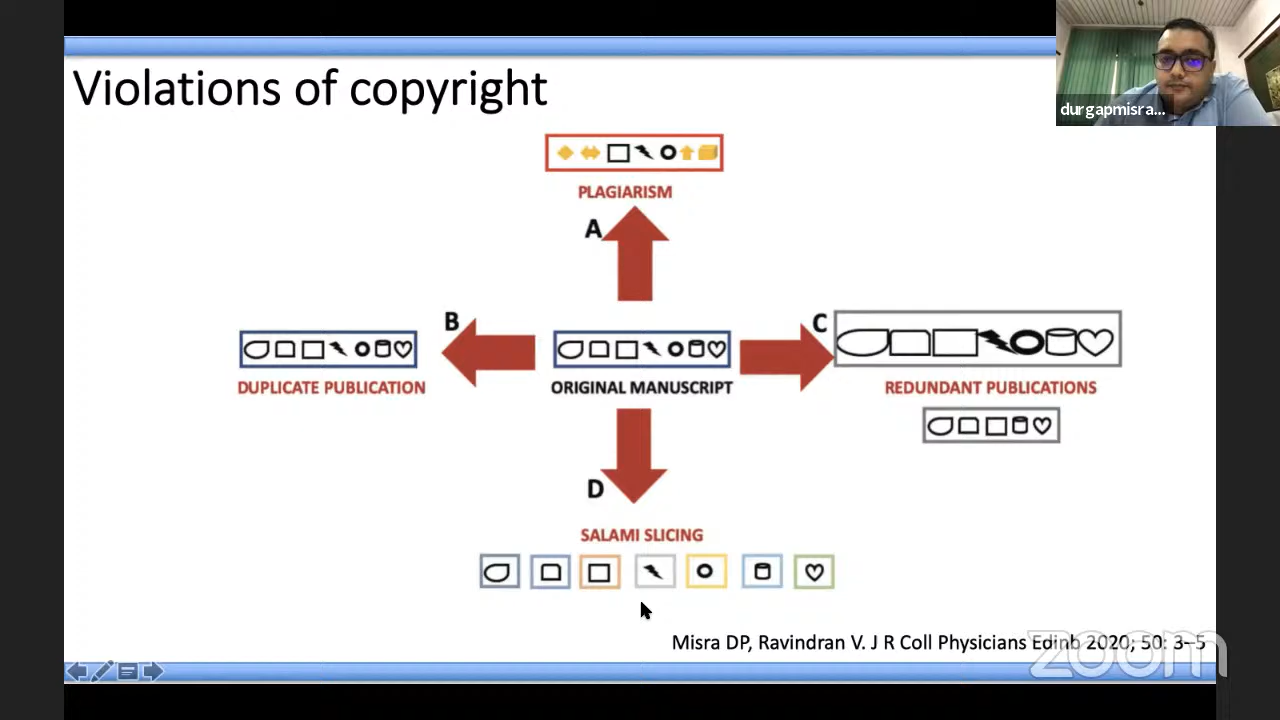 Violations of copyright
durgapmisra...
PLAGIARISM
A
B
C
DUPLICATE PUBLICATION
ORIGINAL MANUSCRIPT
REDUNDANT PUBLICATIONS
D
SALAMI SLICING
Misra DP, Ravindran V. J R Coll Physicians Edinb 2020; 50: 3–5
zoom